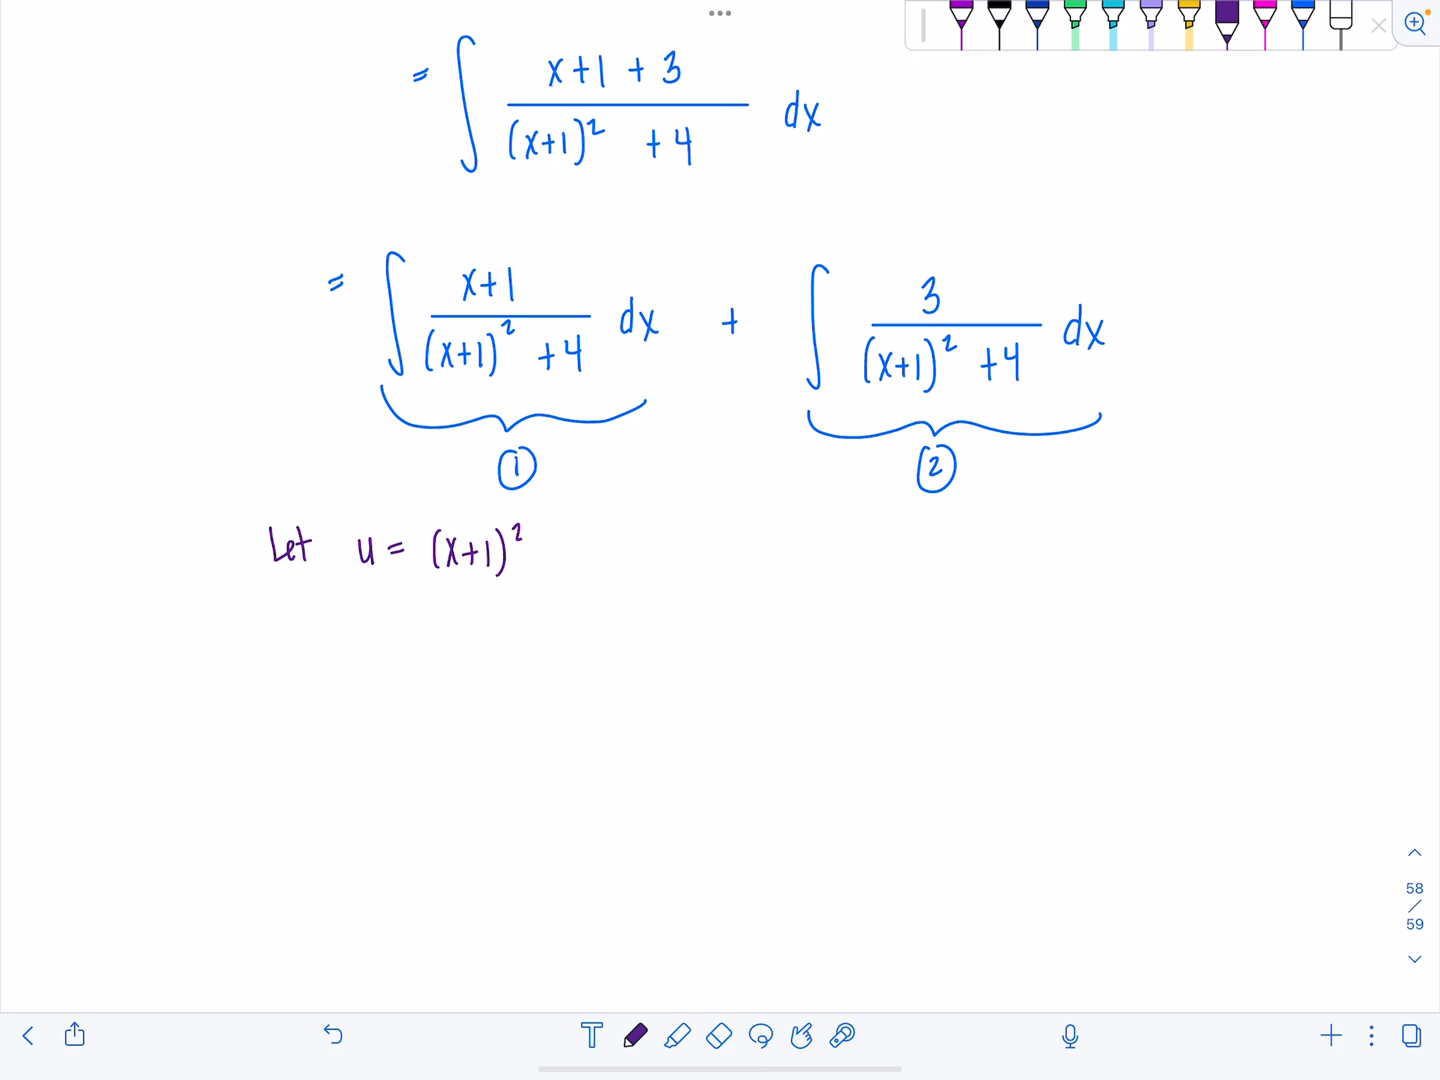 = ∫ (x+1 + 3) / ((x+1)² + 4) dx
= ∫ (x+1) / ((x+1)² + 4) dx + ∫ 3 / ((x+1)² + 4) dx
① ②
Let u = (x+1)²
58
/
59
T